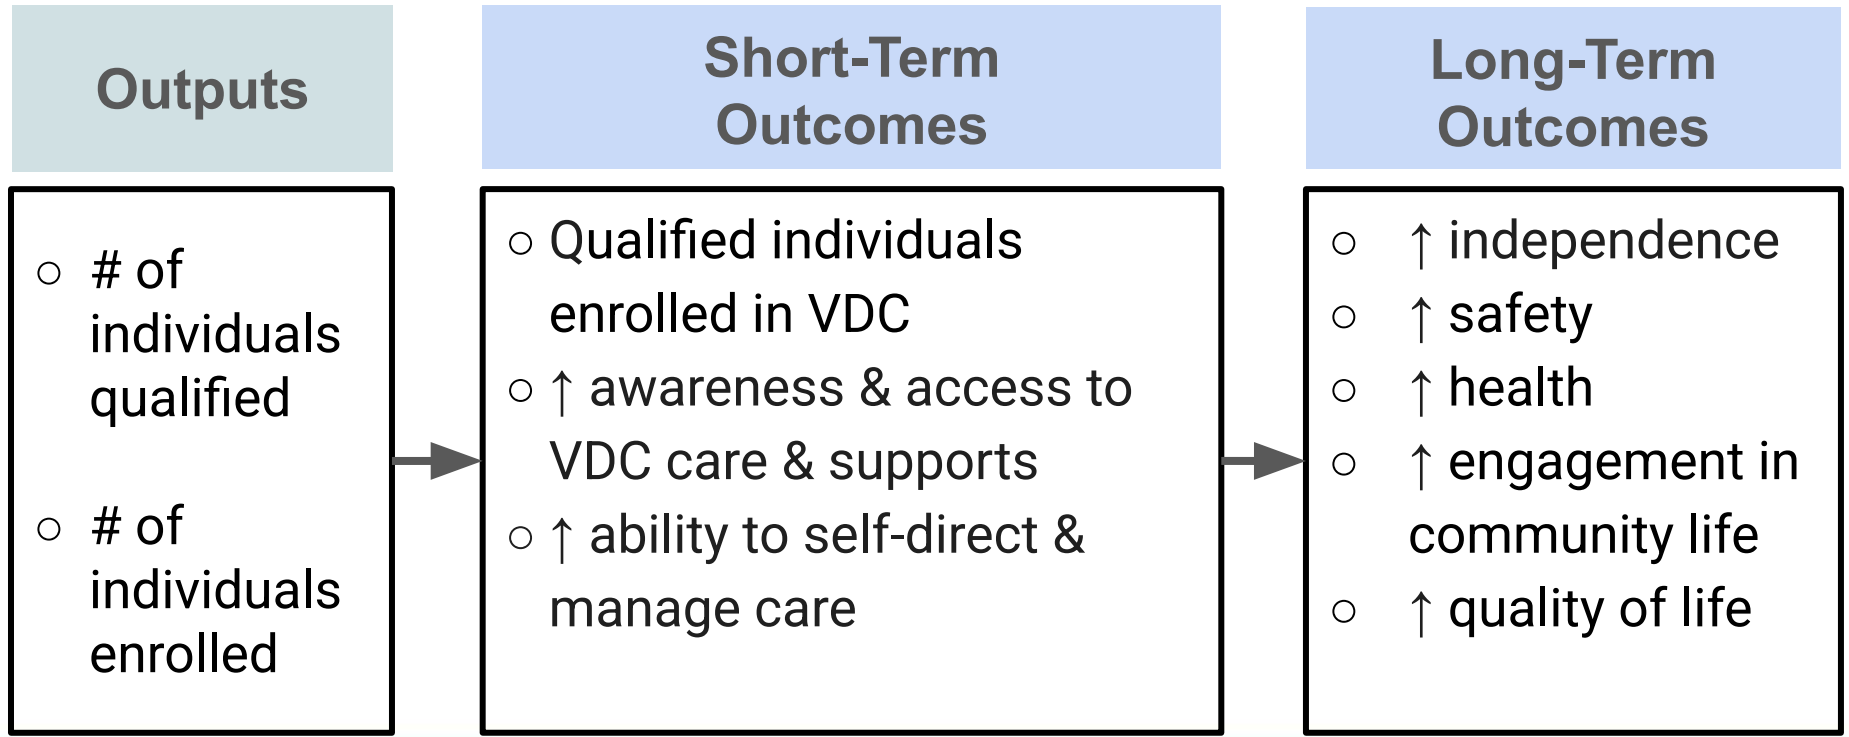 Outputs
○ # of
individuals
qualified
○ # of
individuals
enrolled
Short-Term
Outcomes
○ Qualified individuals
enrolled in VDC
○ ↑ awareness & access to
VDC care & supports
○ ↑ ability to self-direct &
manage care
Long-Term
Outcomes
○ ↑ independence
○ ↑ safety
○ ↑ health
○ ↑ engagement in
community life
○ ↑ quality of life